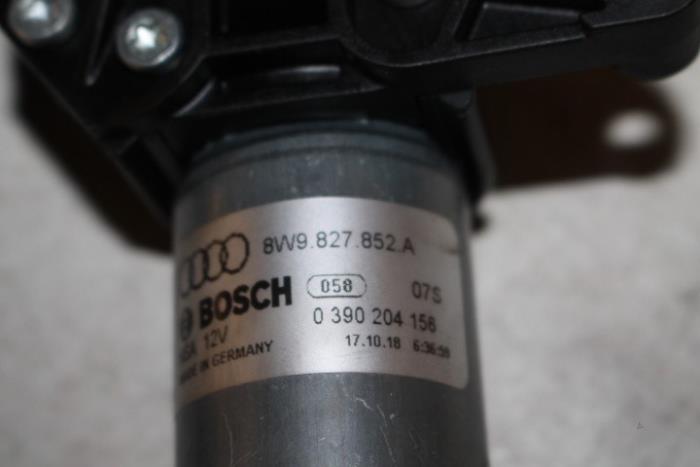 8W9.827.852.A
BOSCH 058 07S
12V 0 390 204 156
MADE IN GERMANY 17.10.18 6:36:59